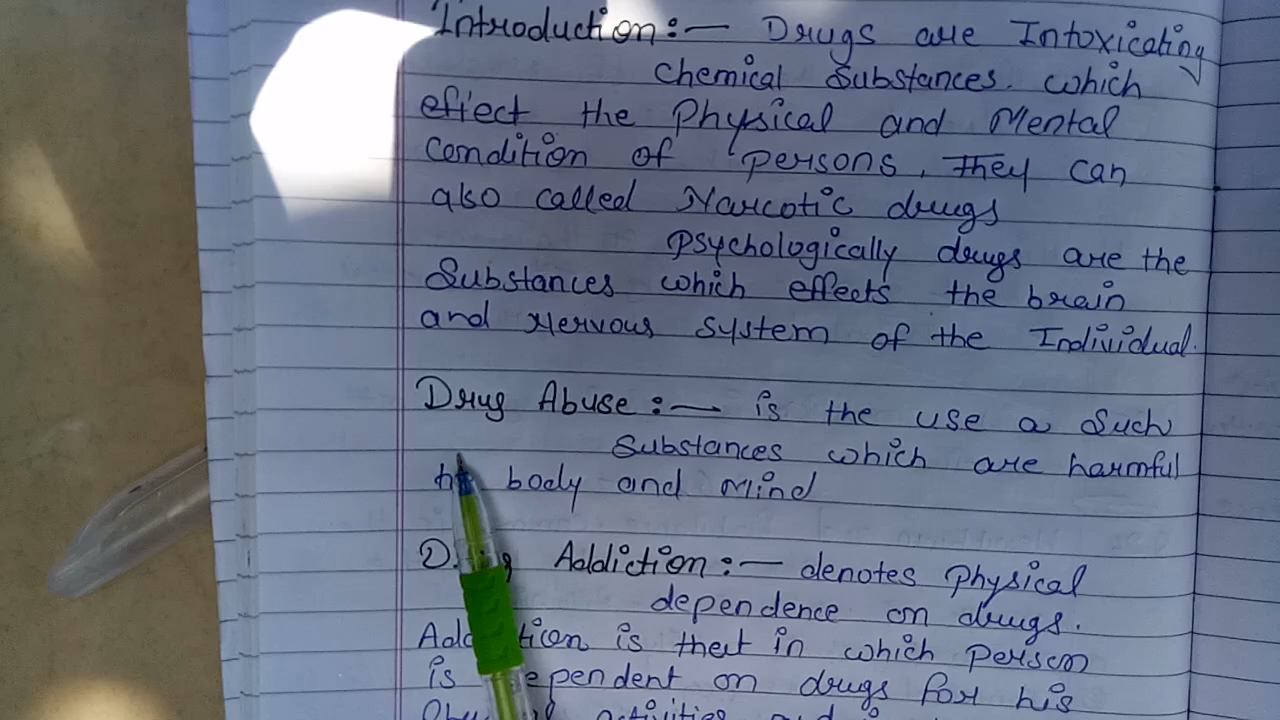 Introduction:— Drugs are Intoxicating
Chemical Substances. which
effect the Physical and Mental
Condition of Persons, They can
also called Narcotic drugs
Psychologically drugs are the
Substances which effects the brain
and Nervous system of the Individual.
Drug Abuse:— is the use a Such
Substances which are harmful
body and Mind
Addiction:— denotes Physical
dependence on drugs.
is that in which Person
is dependent on drugs for his
activities and